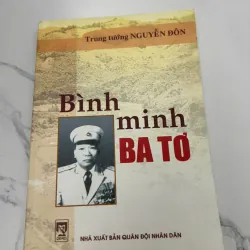 Trung tướng NGUYỄN ĐÔN
Bình
minh
BA TƠ
NHÀ XUẤT BẢN QUÂN ĐỘI NHÂN DÂN